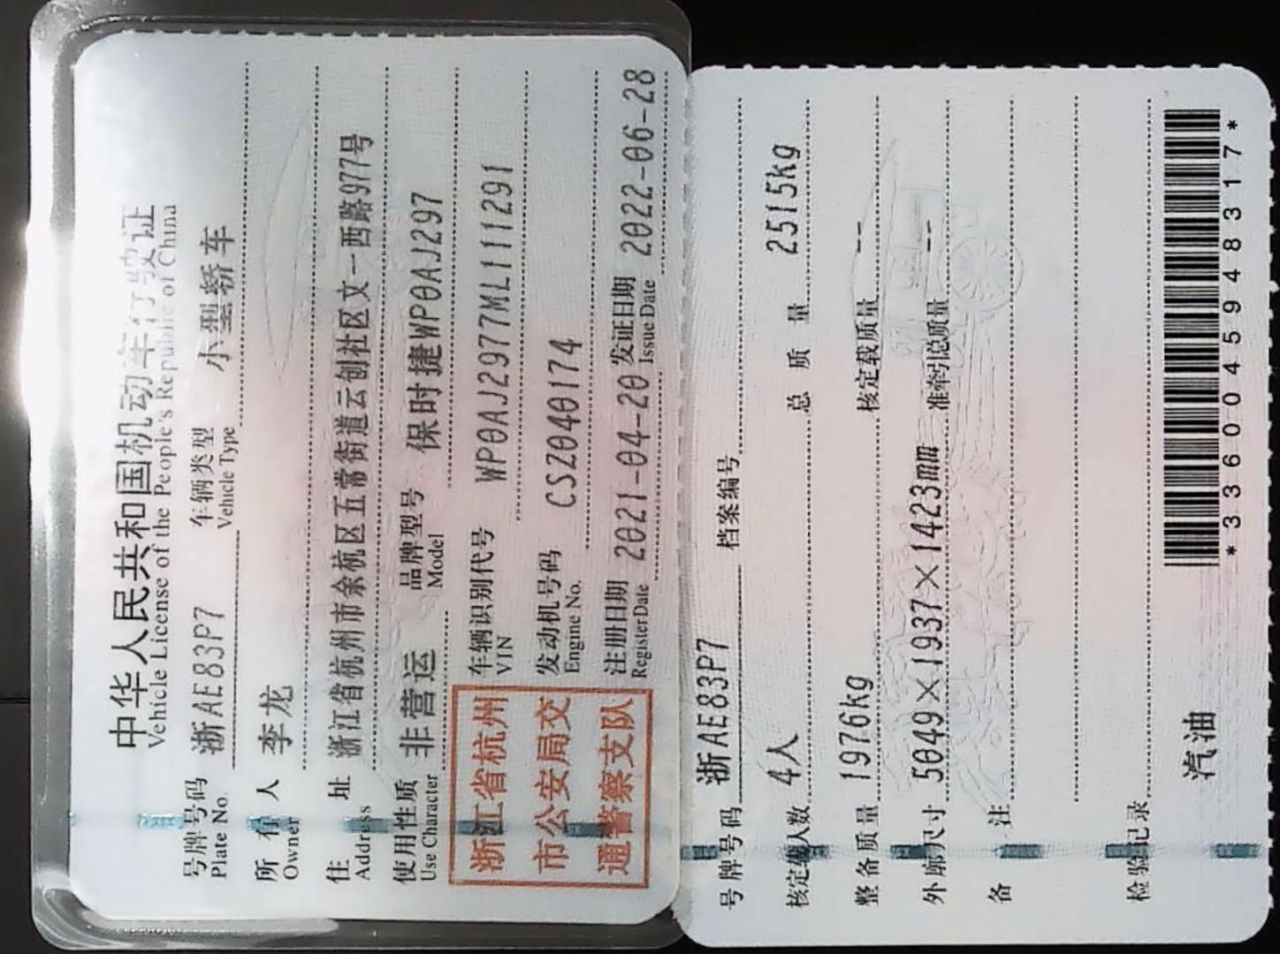 中华人民共和国机动车行驶证
Vehicle License of the People's Republic of China
号牌号码 浙AE83P7 车辆类型 小型轿车
Plate No. Vehicle Type
所有人 李龙
Owner
住址 浙江省杭州市余杭区五常街道云创社区文一西路977号
Address
使用性质 非营运 品牌型号 保时捷WP0AJ297
Use Character Model
浙江省杭州
市公安局交
通警察支队
车辆识别代号 WP0AJ2977ML111291
VIN
发动机号码 CSZ040174
Engine No.
注册日期 2021-04-20 发证日期 2022-06-28
Register Date Issue Date
号牌号码 浙AE83P7 档案编号
核定载人数 4人 总质量 2515kg
整备质量 1976kg 核定载质量 --
外廓尺寸 5049×1937×1423mm 准牵引总质量 --
备注
检验记录
汽油
*3360045948317*